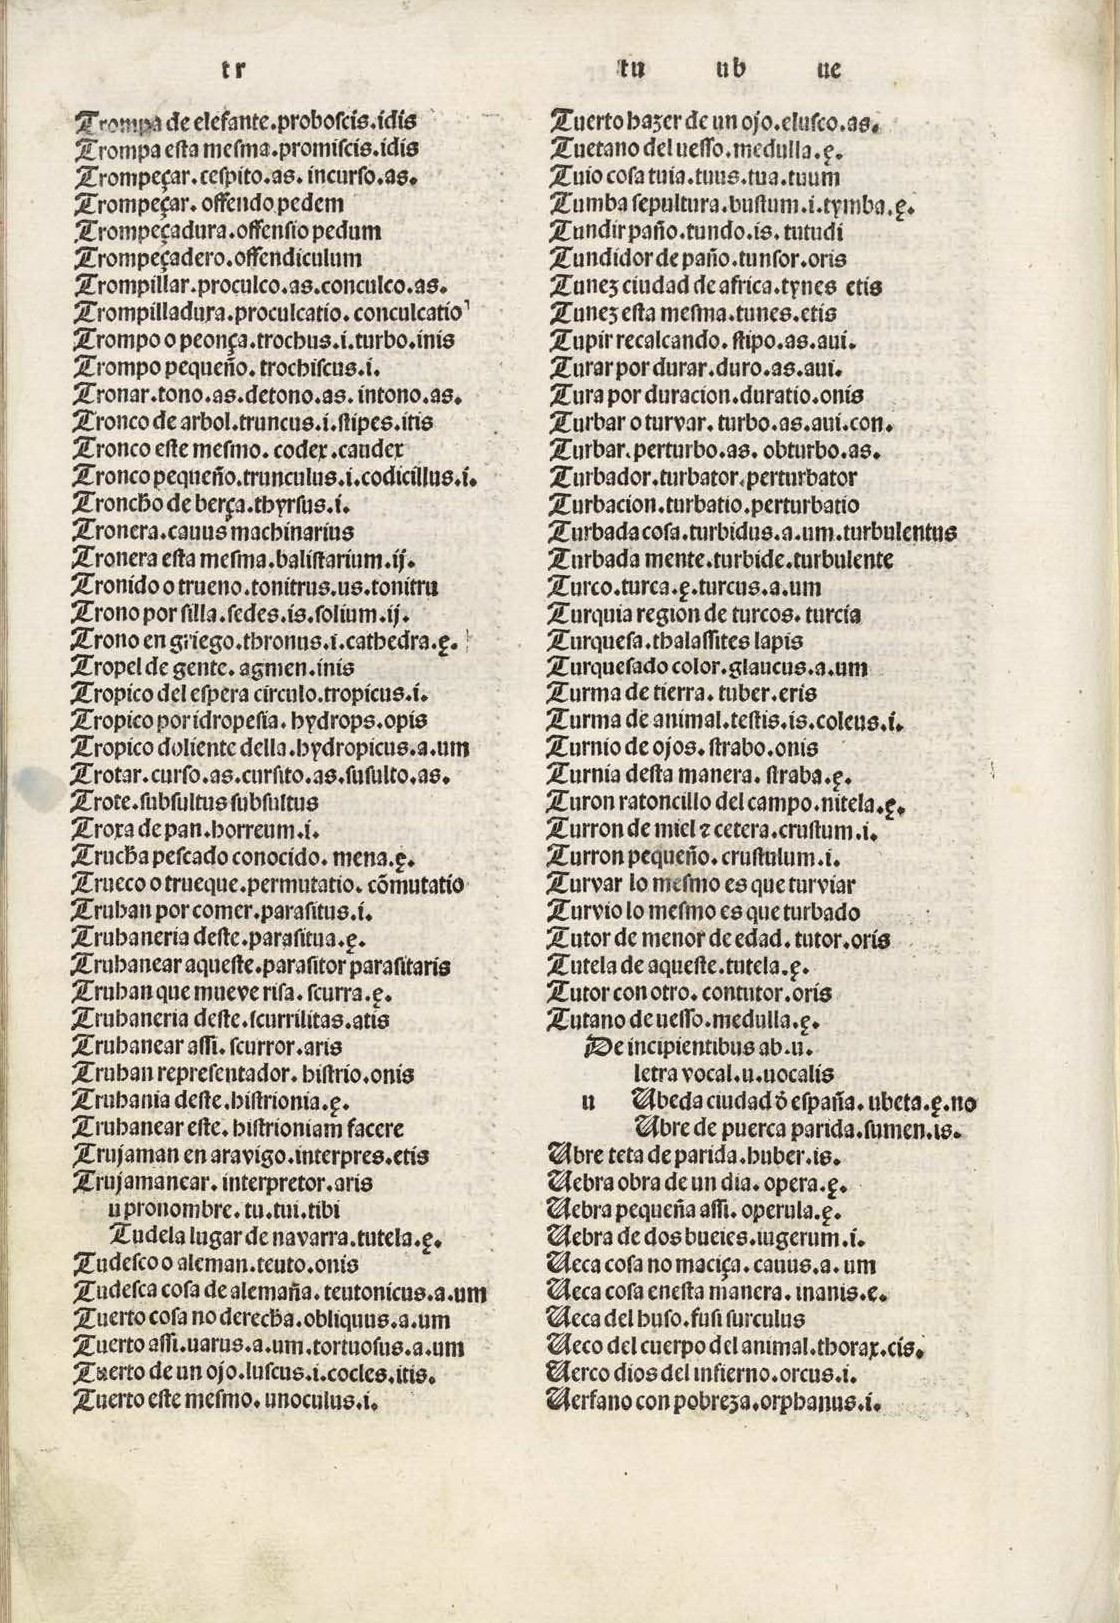 tr
Trompa de elefante.proboscis.idis
Trompa esta mesma.promiscis.idis
Trompeçar.cespito.as.incurso.as.
Trompeçar.offendo pedem
Trompeçadura.offensio pedum
Trompeçadero.offendiculum
Trompillar.proculco.as.conculco.as.
Trompilladura.proculcatio.conculcatio
Trompo o peonça.trochus.i.turbo.inis
Trompo pequeño.trochiscus.i.
Tronar.tono.as.detono.as.intono.as.
Tronco de arbol.truncus.i.stipes.itis
Tronco este mesmo.codex.caudex
Tronco pequeño.trunculus.i.codicillus.i.
Troncho de berça.thyrsus.i.
Tronera.cauus machinarius
Tronera esta mesma.balistarium.ij.
Tronido o trueno.tonitrus.us.tonitru
Trono por silla.sedes.is.solium.ij.
Trono en griego.thronus.i.cathedra.ę.
Tropel de gente.agmen.inis
Tropico del espera circulo.tropicus.i.
Tropico por idropesia.hydrops.opis
Tropico doliente della.hydropicus.a.um
Trotar.curso.as.cursito.as.susulto.as.
Trote.subsultus subsultus
Troxa de pan.horreum.i.
Trucha pescado conocido.mena.ę.
Trueco o trueque.permutatio.cõmutatio
Truhan por comer.parasitus.i.
Truhaneria deste.parasitua.ę.
Truhanear aqueste.parasitor parasitaris
Truhan que mueve risa.scurra.ę.
Truhaneria deste.scurrilitas.atis
Truhanear assi.scurror.aris
Truhan representador.histrio.onis
Truhania deste.histrionia.ę.
Truhanear este.histrioniam facere
Trujaman en aravigo.interpres.etis
Trujamanear.interpretor.aris
u pronombre.tu.tui.tibi
Tudela lugar de navarra.tutela.ę.
Tudesco o aleman.teuto.onis
Tudesca cosa de alemaña.teutonicus.a.um
Tuerto cosa no derecha.obliquus.a.um
Tuerto assi.uarus.a.um.tortuosus.a.um
Tuerto de un ojo.luscus.i.cocles.itis.
Tuerto este mesmo.unoculus.i.
tu ub ue
Tuerto hazer de un ojo.elusco.as.
Tuetano del uesso.medulla.ę.
Tuio cosa tuia.tuus.tua.tuum
Tumba sepultura.bustum.i.tymba.ę.
Tundir paño.tundo.is.tutudi
Tundidor de paño.tunsor.oris
Tunez ciudad de africa.tynes etis
Tunez esta mesma.tunes.etis
Tupir recalcando.stipo.as.aui.
Turar por durar.duro.as.aui.
Tura por duracion.duratio.onis
Turbar o turvar.turbo.as.aui.con.
Turbar.perturbo.as.obturbo.as.
Turbador.turbator.perturbator
Turbacion.turbatio.perturbatio
Turbada cosa.turbidus.a.um.turbulentus
Turbada mente.turbide.turbulente
Turco.turca.ę.turcus.a.um
Turquia region de turcos.turcia
Turquesa.thalassites lapis
Turquesado color.glaucus.a.um
Turma de tierra.tuber.eris
Turma de animal.testis.is.coleus.i.
Turnio de ojos.strabo.onis
Turnia desta manera.straba.ę.
Turon ratoncillo del campo.nitela.ę.
Turron de miel ⁊ cetera.crustum.i.
Turron pequeño.crustulum.i.
Turvar lo mesmo es que turviar
Turvio lo mesmo es que turbado
Tutor de menor de edad.tutor.oris
Tutela de aqueste.tutela.ę.
Tutor con otro.contutor.oris
Tutano de uesso.medulla.ę.
De incipientibus ab.u.
letra vocal.u.uocalis
u Ubeda ciudad đ españa.ubeta.ę.no
Ubre de puerca parida.sumen.is.
Ubre teta de parida.huber.is.
Uebra obra de un dia.opera.ę.
Uebra pequeña assi.operula.ę.
Uebra de dos bueies.iugerum.i.
Ueca cosa no maciça.cauus.a.um
Ueca cosa enesta manera.inanis.e.
Ueca del huso.fusi surculus
Ueco del cuerpo del animal.thorax.cis.
Uerco dios del infierno.orcus.i.
Uerfano con pobreza.orphanus.i.